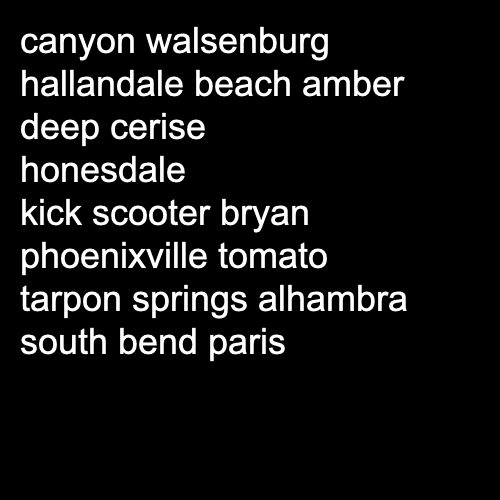 canyon walsenburg
hallandale beach amber
deep cerise
honesdale
kick scooter bryan
phoenixville tomato
tarpon springs alhambra
south bend paris